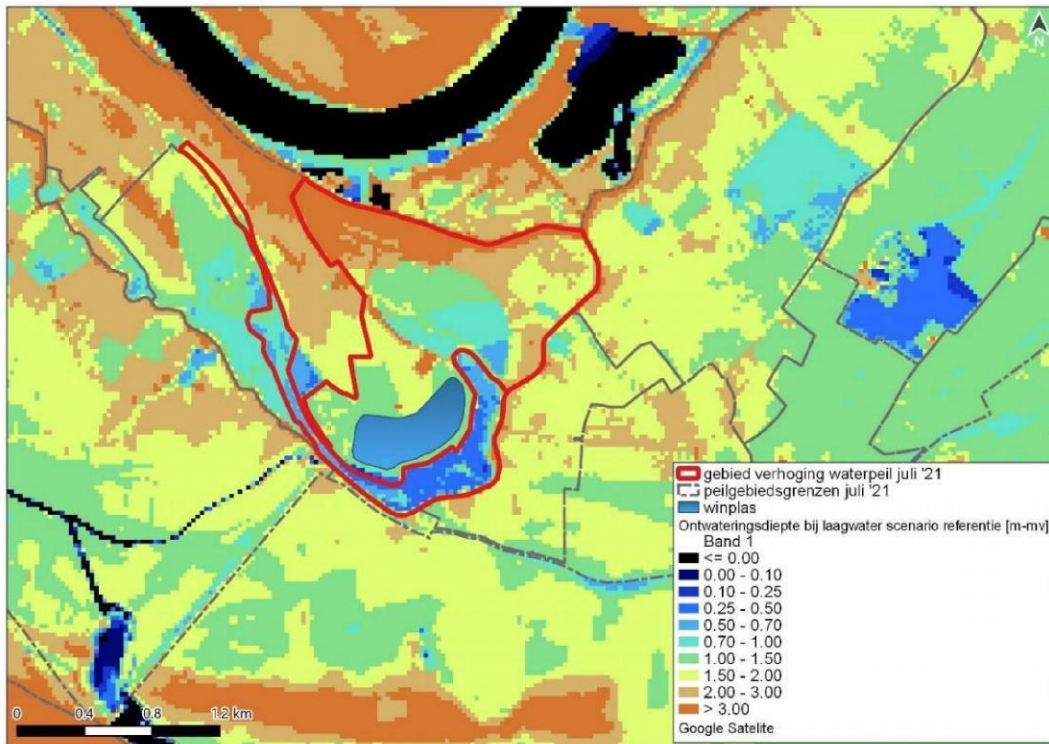 N
gebied verhoging waterpeil juli '21
peilgebiedsgrenzen juli '21
winplas
Ontwateringsdiepte bij laagwater scenario referentie [m-mv]
Band 1
<= 0.00
0.00 - 0.10
0.10 - 0.25
0.25 - 0.50
0.50 - 0.70
0.70 - 1.00
1.00 - 1.50
1.50 - 2.00
2.00 - 3.00
> 3.00
Google Satelite
0 0.4 0.8 1.2 km